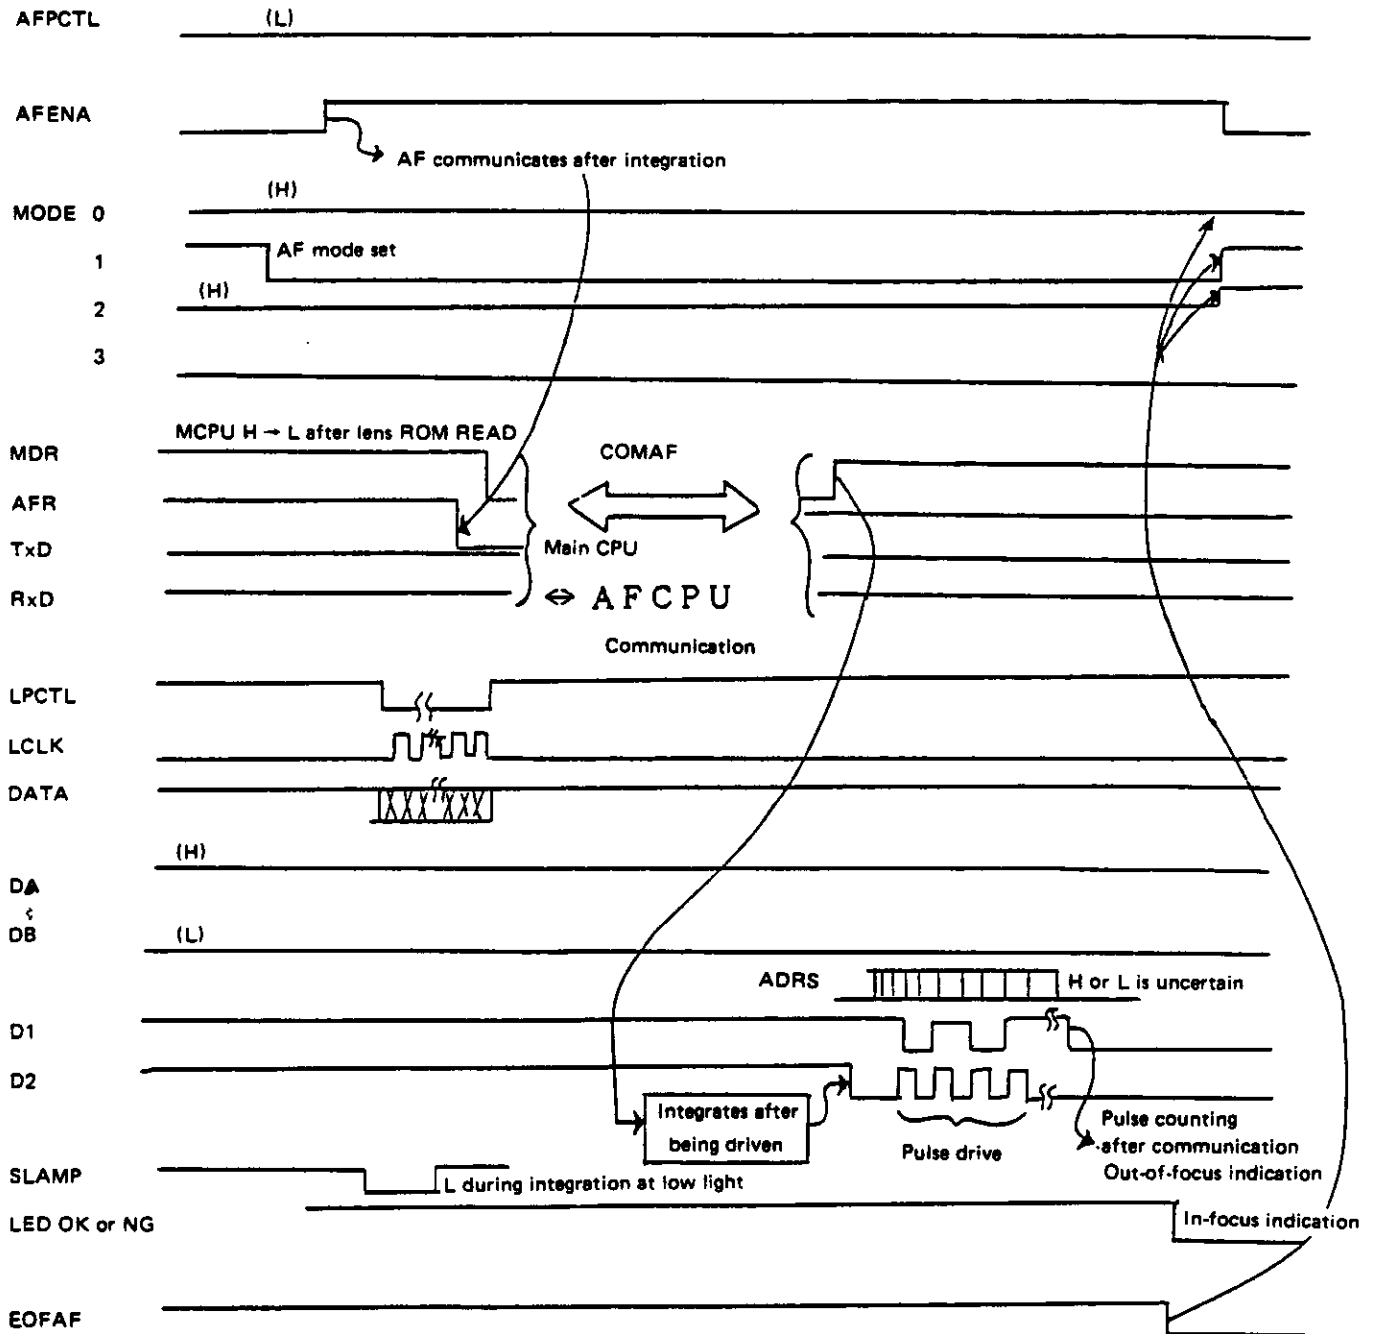 AFPCTL (L)
AFENA
AF communicates after integration
(H)
MODE 0
1 AF mode set
(H)
2
3
MCPU H → L after lens ROM READ
MDR COMAF
AFR
TxD Main CPU
RxD ⇔ AFCPU
Communication
LPCTL
LCLK
DATA
(H)
DA
DB (L)
ADRS H or L is uncertain
D1
D2
Integrates after
being driven
Pulse drive
Pulse counting
after communication
Out-of-focus indication
SLAMP L during integration at low light
LED OK or NG In-focus indication
EOFAF